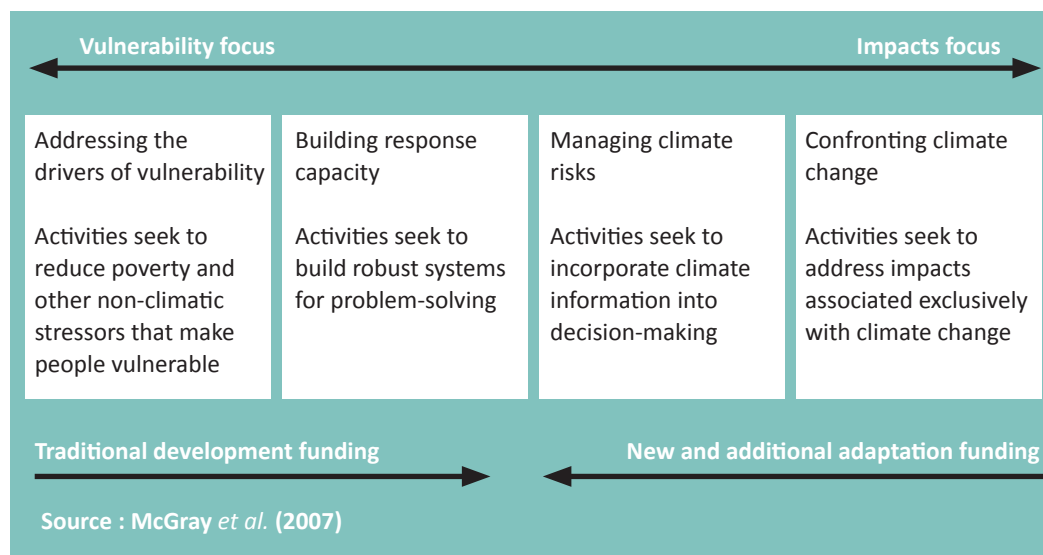 Vulnerability focus
Impacts focus
Addressing the
drivers of vulnerability
Activities seek to
reduce poverty and
other non-climatic
stressors that make
people vulnerable
Building response
capacity
Activities seek to
build robust systems
for problem-solving
Managing climate
risks
Activities seek to
incorporate climate
information into
decision-making
Confronting climate
change
Activities seek to
address impacts
associated exclusively
with climate change
Traditional development funding
New and additional adaptation funding
Source : McGray et al. (2007)